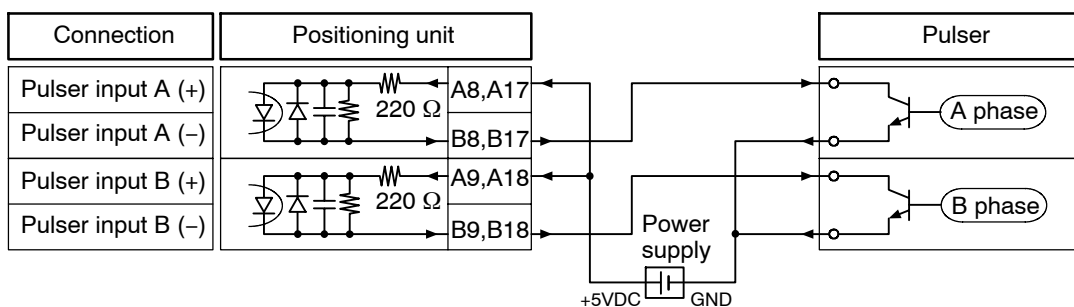 Connection
Positioning unit
Pulser
Pulser input A (+)
220 Ω
A8,A17
Pulser input A (−)
B8,B17
A phase
Pulser input B (+)
220 Ω
A9,A18
Pulser input B (−)
B9,B18
B phase
Power
supply
+5VDC
GND